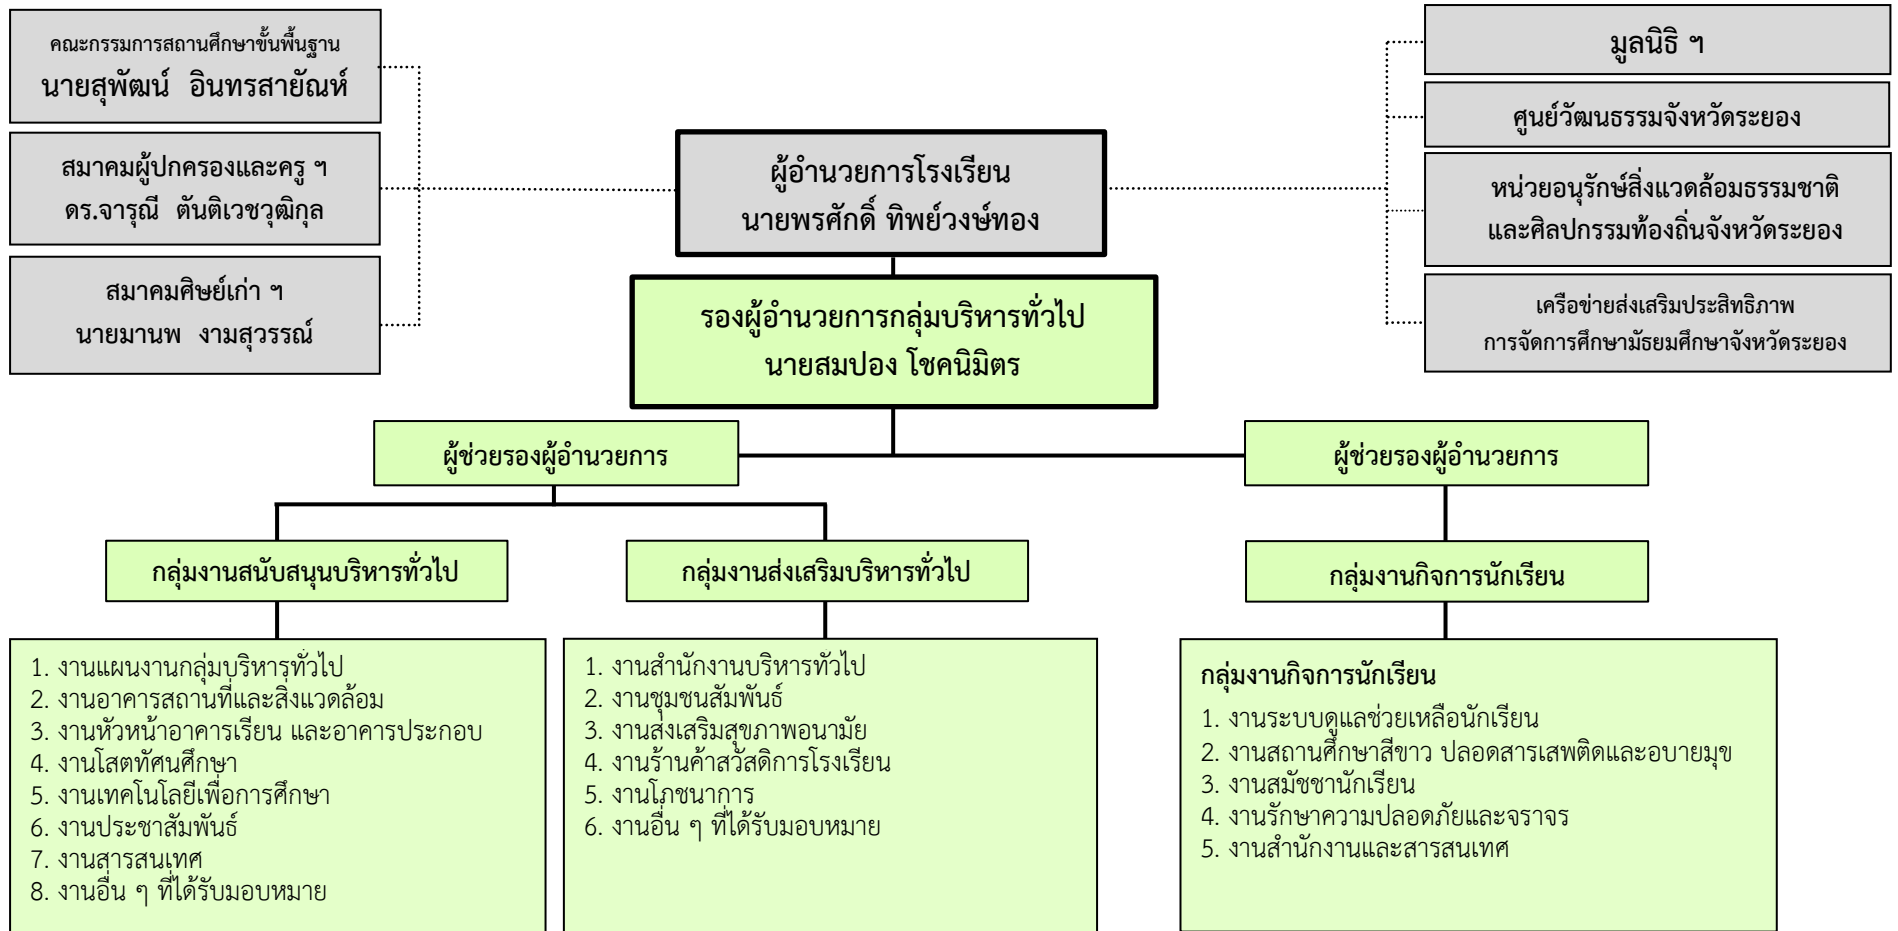 คณะกรรมการสถานศึกษาขั้นพื้นฐาน
นายสุพัฒน์ อินทรสายัณห์
สมาคมผู้ปกครองและครู ฯ
ดร.จารุณี ตันติเวชวุฒิกุล
สมาคมศิษย์เก่า ฯ
นายมานพ งามสุวรรณ์
ผู้อำนวยการโรงเรียน
นายพรศักดิ์ ทิพย์วงษ์ทอง
มูลนิธิ ฯ
ศูนย์วัฒนธรรมจังหวัดระยอง
หน่วยอนุรักษ์สิ่งแวดล้อมธรรมชาติ
และศิลปกรรมท้องถิ่นจังหวัดระยอง
เครือข่ายส่งเสริมประสิทธิภาพ
การจัดการศึกษามัธยมศึกษาจังหวัดระยอง
รองผู้อำนวยการกลุ่มบริหารทั่วไป
นายสมปอง โชคนิมิตร
ผู้ช่วยรองผู้อำนวยการ
ผู้ช่วยรองผู้อำนวยการ
กลุ่มงานสนับสนุนบริหารทั่วไป
กลุ่มงานส่งเสริมบริหารทั่วไป
กลุ่มงานกิจการนักเรียน
1. งานแผนงานกลุ่มบริหารทั่วไป
2. งานอาคารสถานที่และสิ่งแวดล้อม
3. งานหัวหน้าอาคารเรียน และอาคารประกอบ
4. งานโสตทัศนศึกษา
5. งานเทคโนโลยีเพื่อการศึกษา
6. งานประชาสัมพันธ์
7. งานสารสนเทศ
8. งานอื่น ๆ ที่ได้รับมอบหมาย
1. งานสำนักงานบริหารทั่วไป
2. งานชุมชนสัมพันธ์
3. งานส่งเสริมสุขภาพอนามัย
4. งานร้านค้าสวัสดิการโรงเรียน
5. งานโภชนาการ
6. งานอื่น ๆ ที่ได้รับมอบหมาย
กลุ่มงานกิจการนักเรียน
1. งานระบบดูแลช่วยเหลือนักเรียน
2. งานสถานศึกษาสีขาว ปลอดสารเสพติดและอบายมุข
3. งานสมัชชานักเรียน
4. งานรักษาความปลอดภัยและจราจร
5. งานสำนักงานและสารสนเทศ